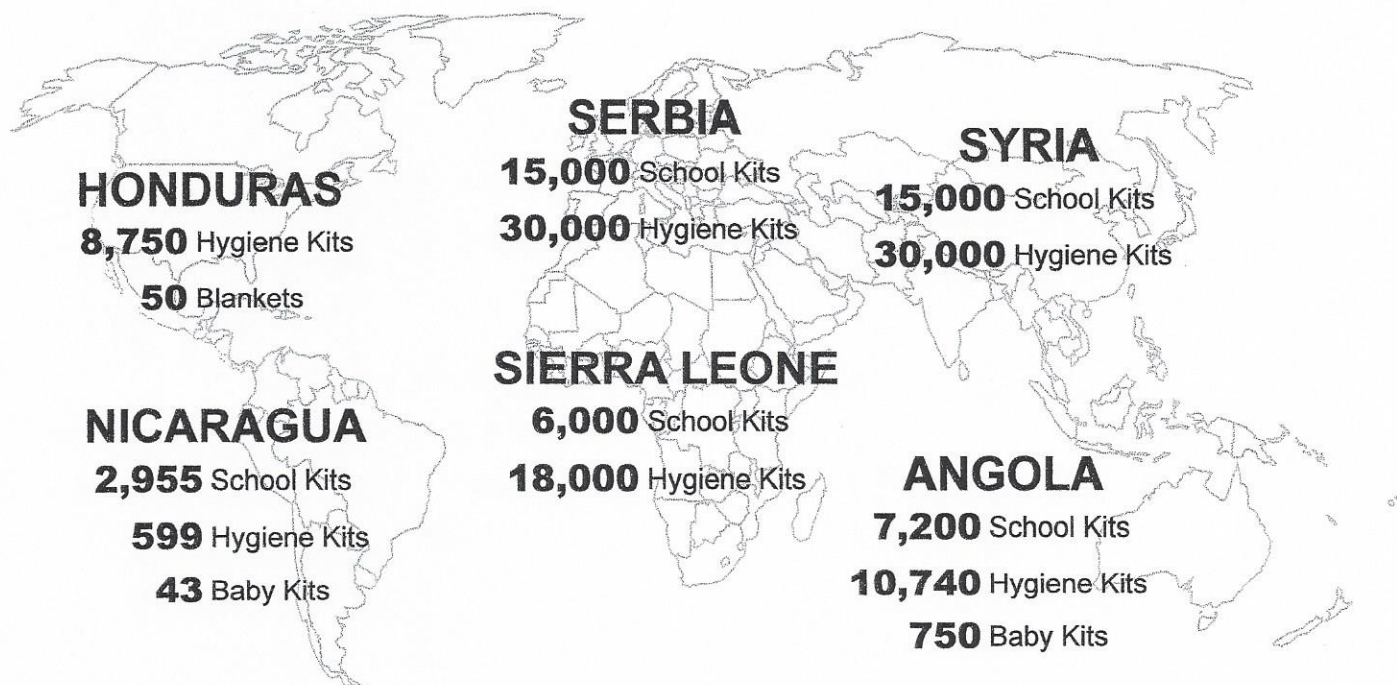 HONDURAS
8,750 Hygiene Kits
50 Blankets
NICARAGUA
2,955 School Kits
599 Hygiene Kits
43 Baby Kits
SERBIA
15,000 School Kits
30,000 Hygiene Kits
SIERRA LEONE
6,000 School Kits
18,000 Hygiene Kits
SYRIA
15,000 School Kits
30,000 Hygiene Kits
ANGOLA
7,200 School Kits
10,740 Hygiene Kits
750 Baby Kits